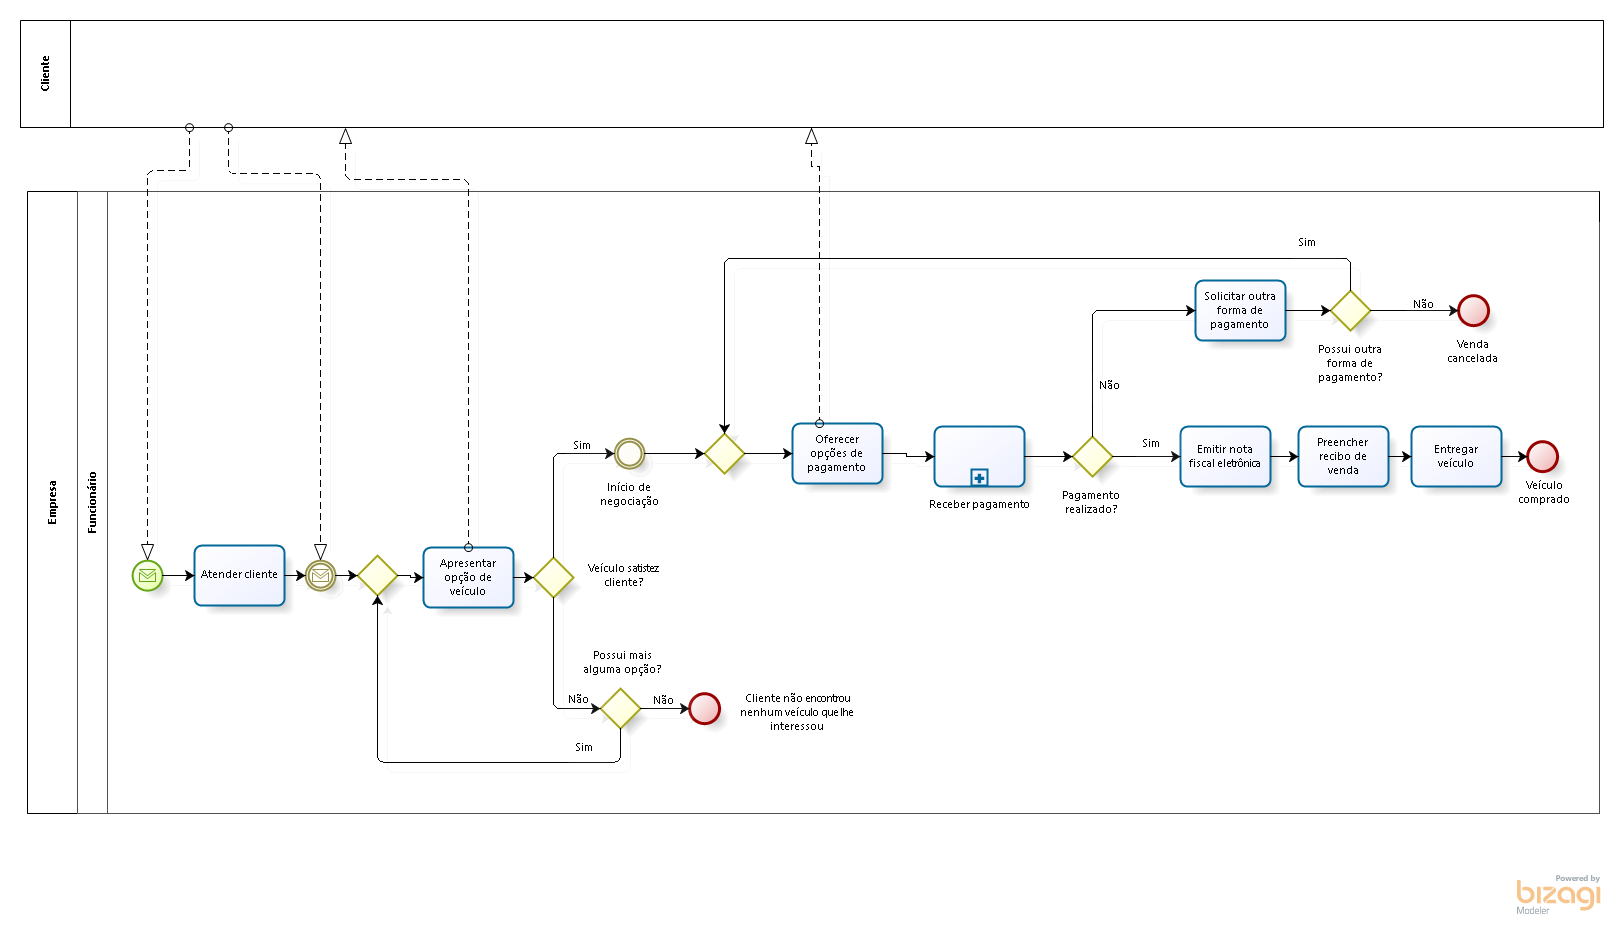 Cliente
Empresa
Funcionário
Sim
Solicitar outra
forma de
pagamento
Não
Possui outra
forma de
pagamento?
Venda
cancelada
Não
Sim
Início de
negociação
Oferecer
opções de
pagamento
Receber pagamento
Pagamento
realizado?
Sim
Emitir nota
fiscal eletrônica
Preencher
recibo de
venda
Entregar
veículo
Veículo
comprado
Atender cliente
Apresentar
opção de
veículo
Veículo satistez
cliente?
Possui mais
alguma opção?
Não
Não
Cliente não encontrou
nenhum veículo que lhe
interessou
Sim
Powered by
bizagi
Modeler